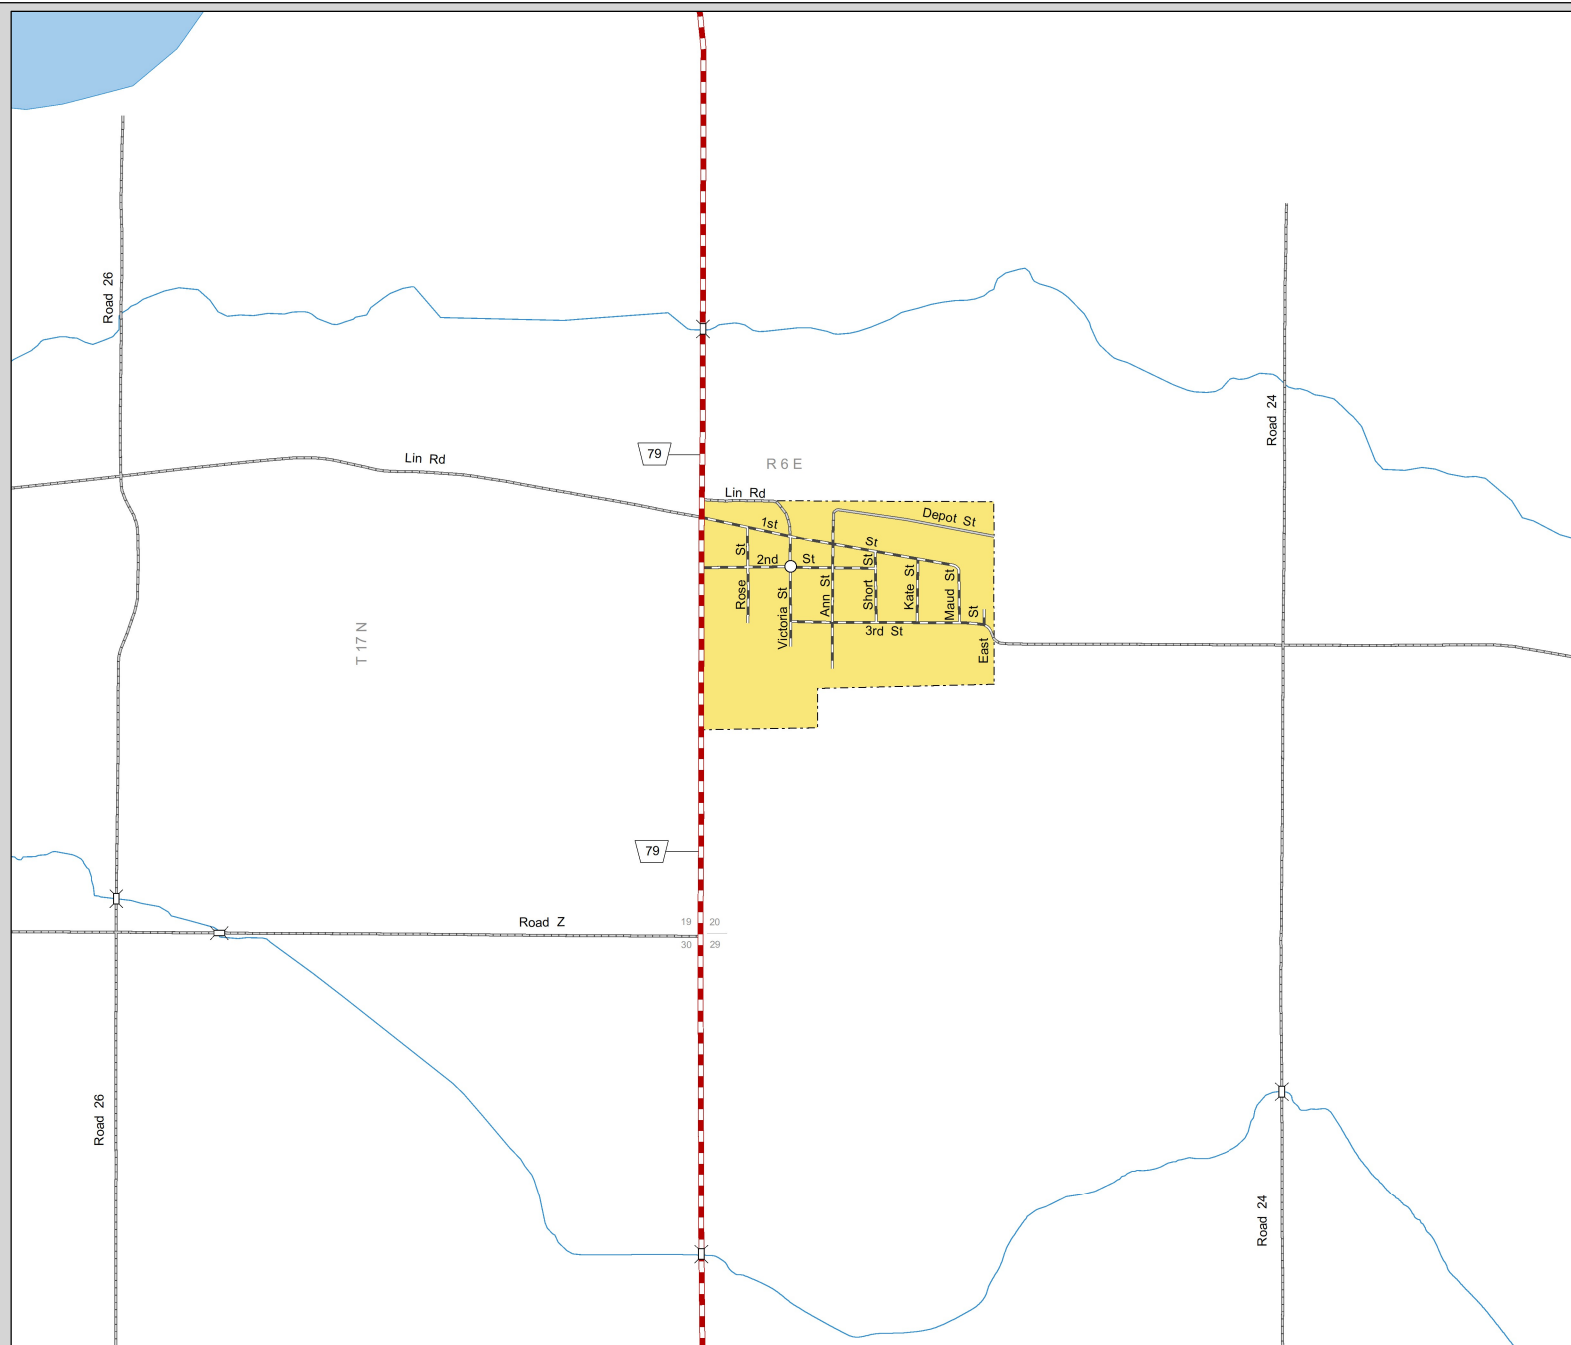 Road 26
Road 24
79
Lin Rd
R 6 E
Lin Rd
1st St
Depot St
2nd St
Rose St
Victoria St
Ann St
Short St
Kate St
Maud St
East St
3rd St
T 17 N
79
Road Z
19 20
30 29
Road 26
Road 24